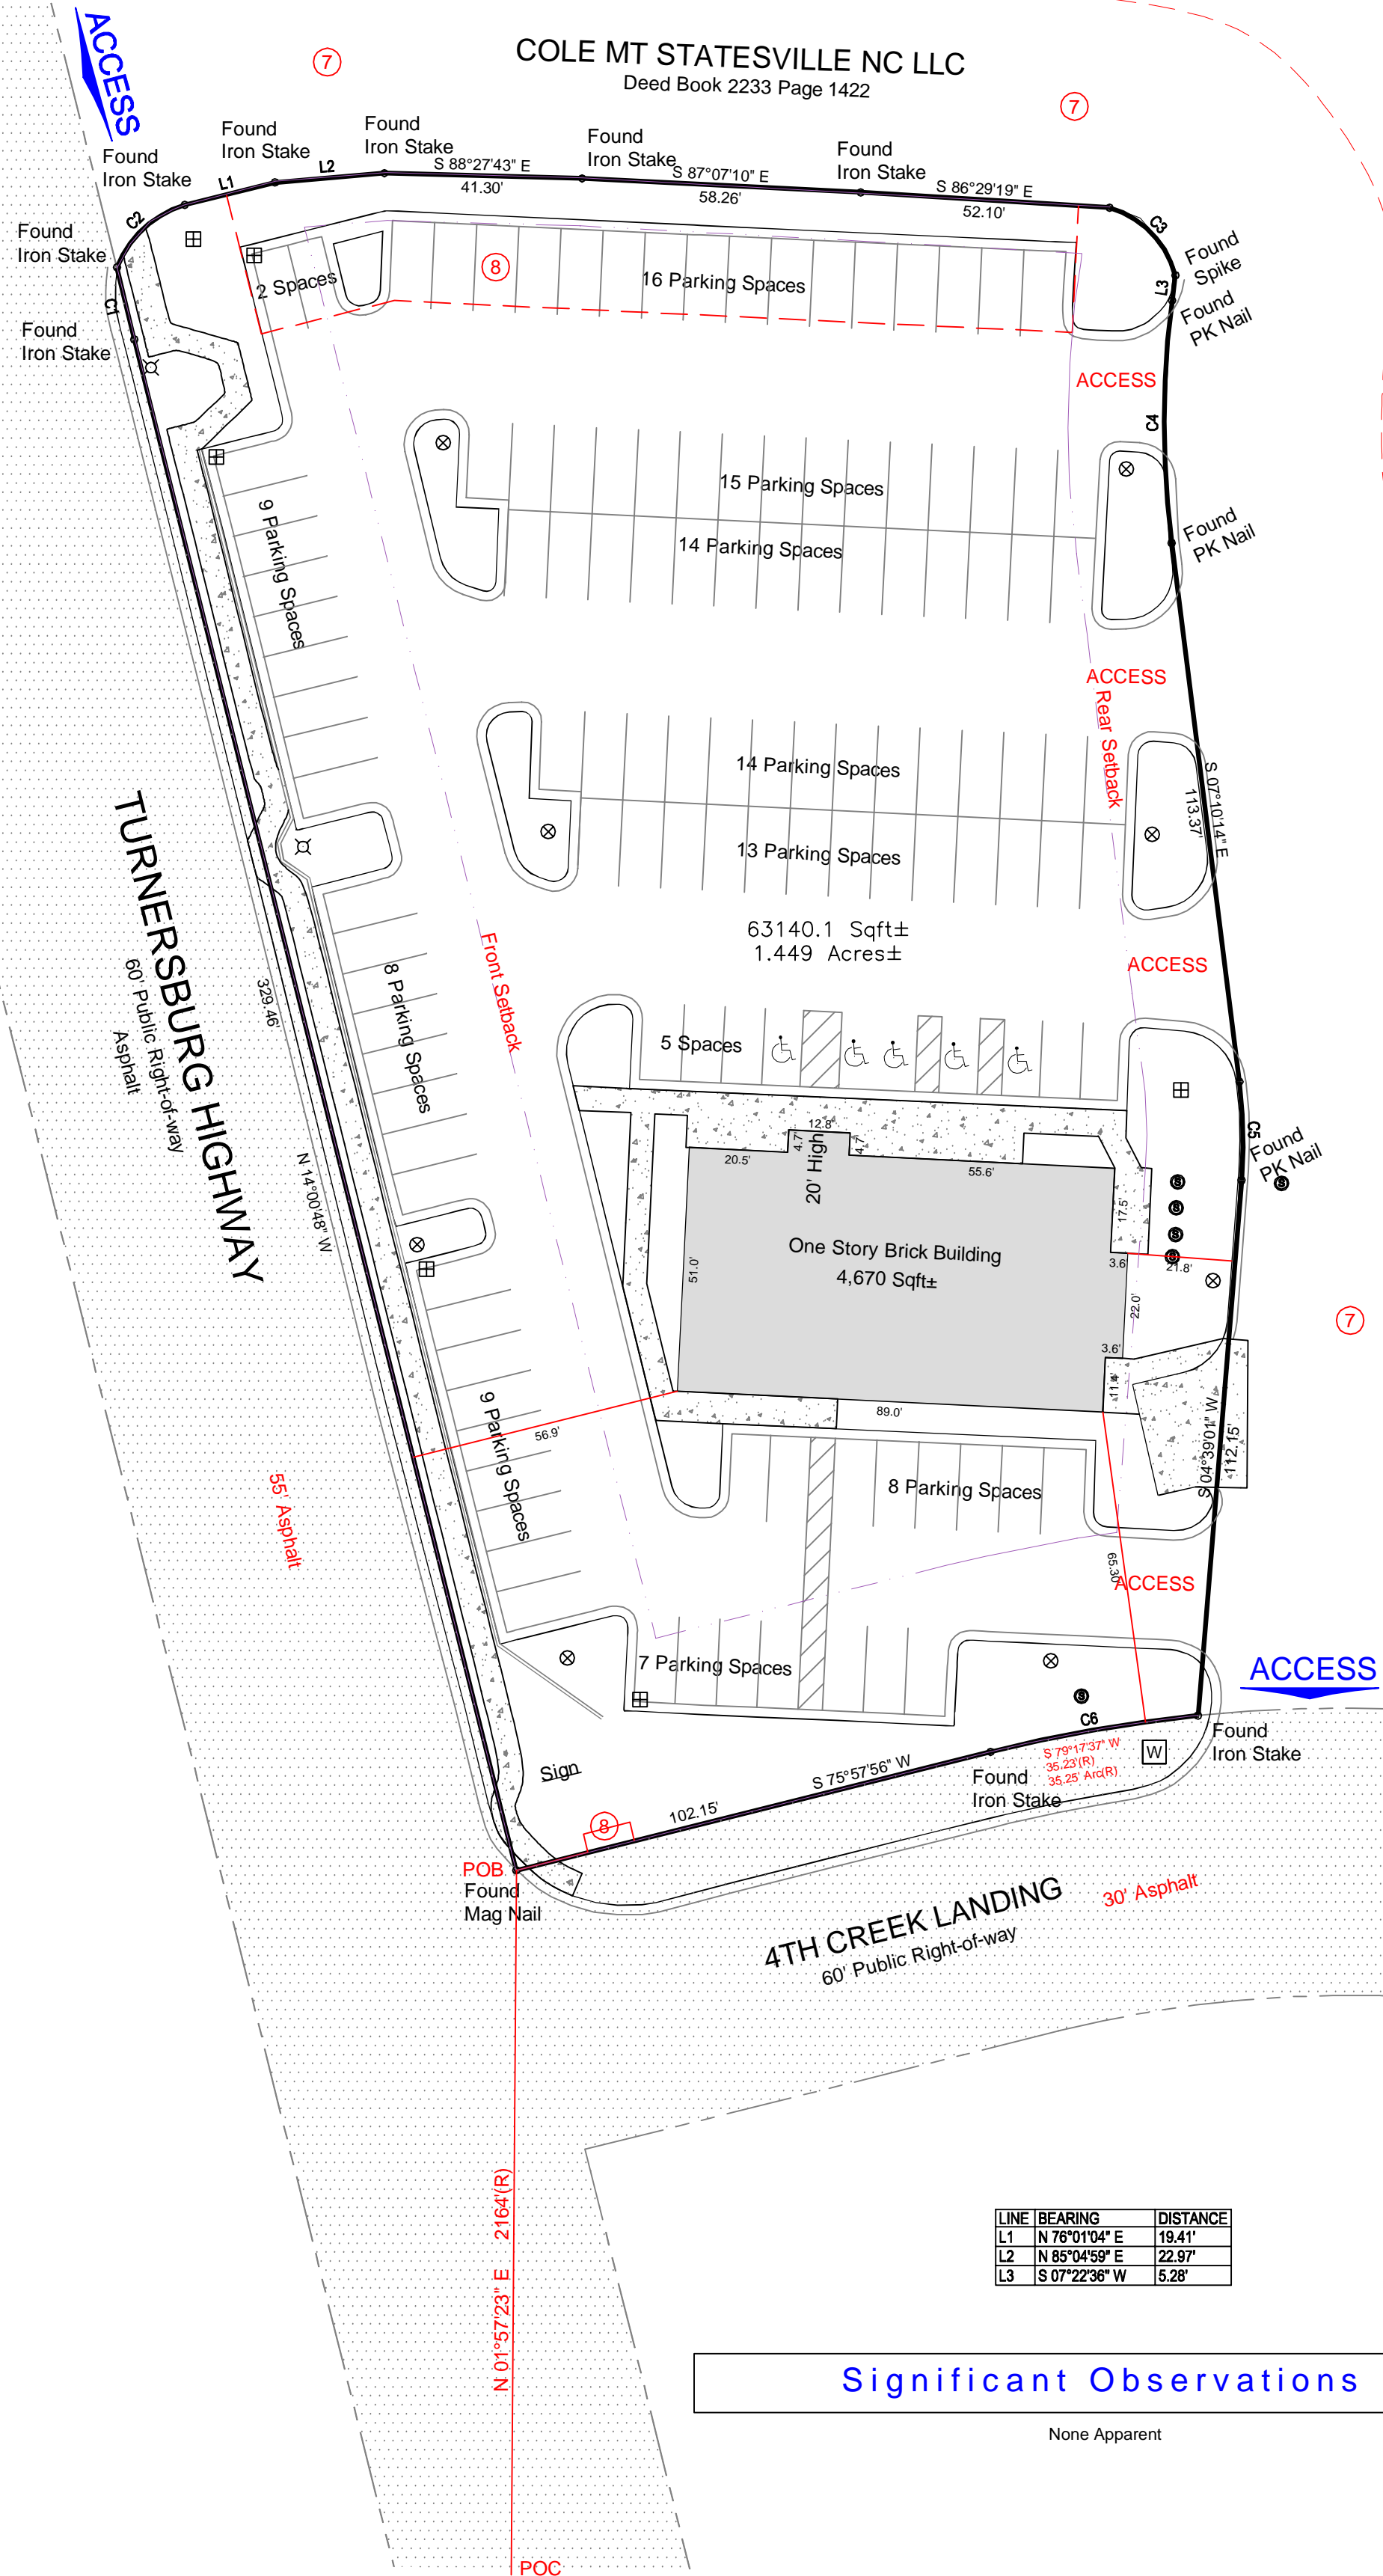 ACCESS
7
COLE MT STATESVILLE NC LLC
Deed Book 2233 Page 1422
7
Found
Iron Stake
Found
Iron Stake
Found
Iron Stake
Found
Iron Stake
Found
Iron Stake
L1
L2
S 88°27'43" E
41.30'
S 87°07'10" E
58.26'
S 86°29'19" E
52.10'
C2
C3
Found
Iron Stake
Found
Spike
L3
Found
PK Nail
C1
Found
Iron Stake
2 Spaces
8
16 Parking Spaces
ACCESS
C4
15 Parking Spaces
14 Parking Spaces
9 Parking Spaces
Found
PK Nail
ACCESS
Rear Setback
14 Parking Spaces
13 Parking Spaces
S 07°10'14" E
113.37'
TURNERSBURG HIGHWAY
60' Public Right-of-way
Asphalt
63140.1 Sqft±
1.449 Acres±
Front Setback
ACCESS
329.46'
N 14°00'48" W
8 Parking Spaces
5 Spaces
C5
Found
PK Nail
S
S
S
S
S
12.8'
4.7'
4.7'
20.5'
20' High
55.6'
17.5'
One Story Brick Building
4,670 Sqft±
51.0'
3.6'
21.8'
22.0'
3.6'
11.4'
89.0'
7
9 Parking Spaces
56.9'
8 Parking Spaces
S 04°39'01" W
112.15'
55' Asphalt
65.30
ACCESS
7 Parking Spaces
ACCESS
S
C6
S 79°17'37" W
35.23'(R)
35.25' Arc(R)
W
Found
Iron Stake
Found
Iron Stake
Sign
S 75°57'56" W
102.15'
8
POB
Found
Mag Nail
4TH CREEK LANDING
60' Public Right-of-way
30' Asphalt
N 01°57'23" E 2164'(R)
POC
LINE BEARING DISTANCE
L1 N 76°01'04" E 19.41'
L2 N 85°04'59" E 22.97'
L3 S 07°22'36" W 5.28'
Significant Observations
None Apparent